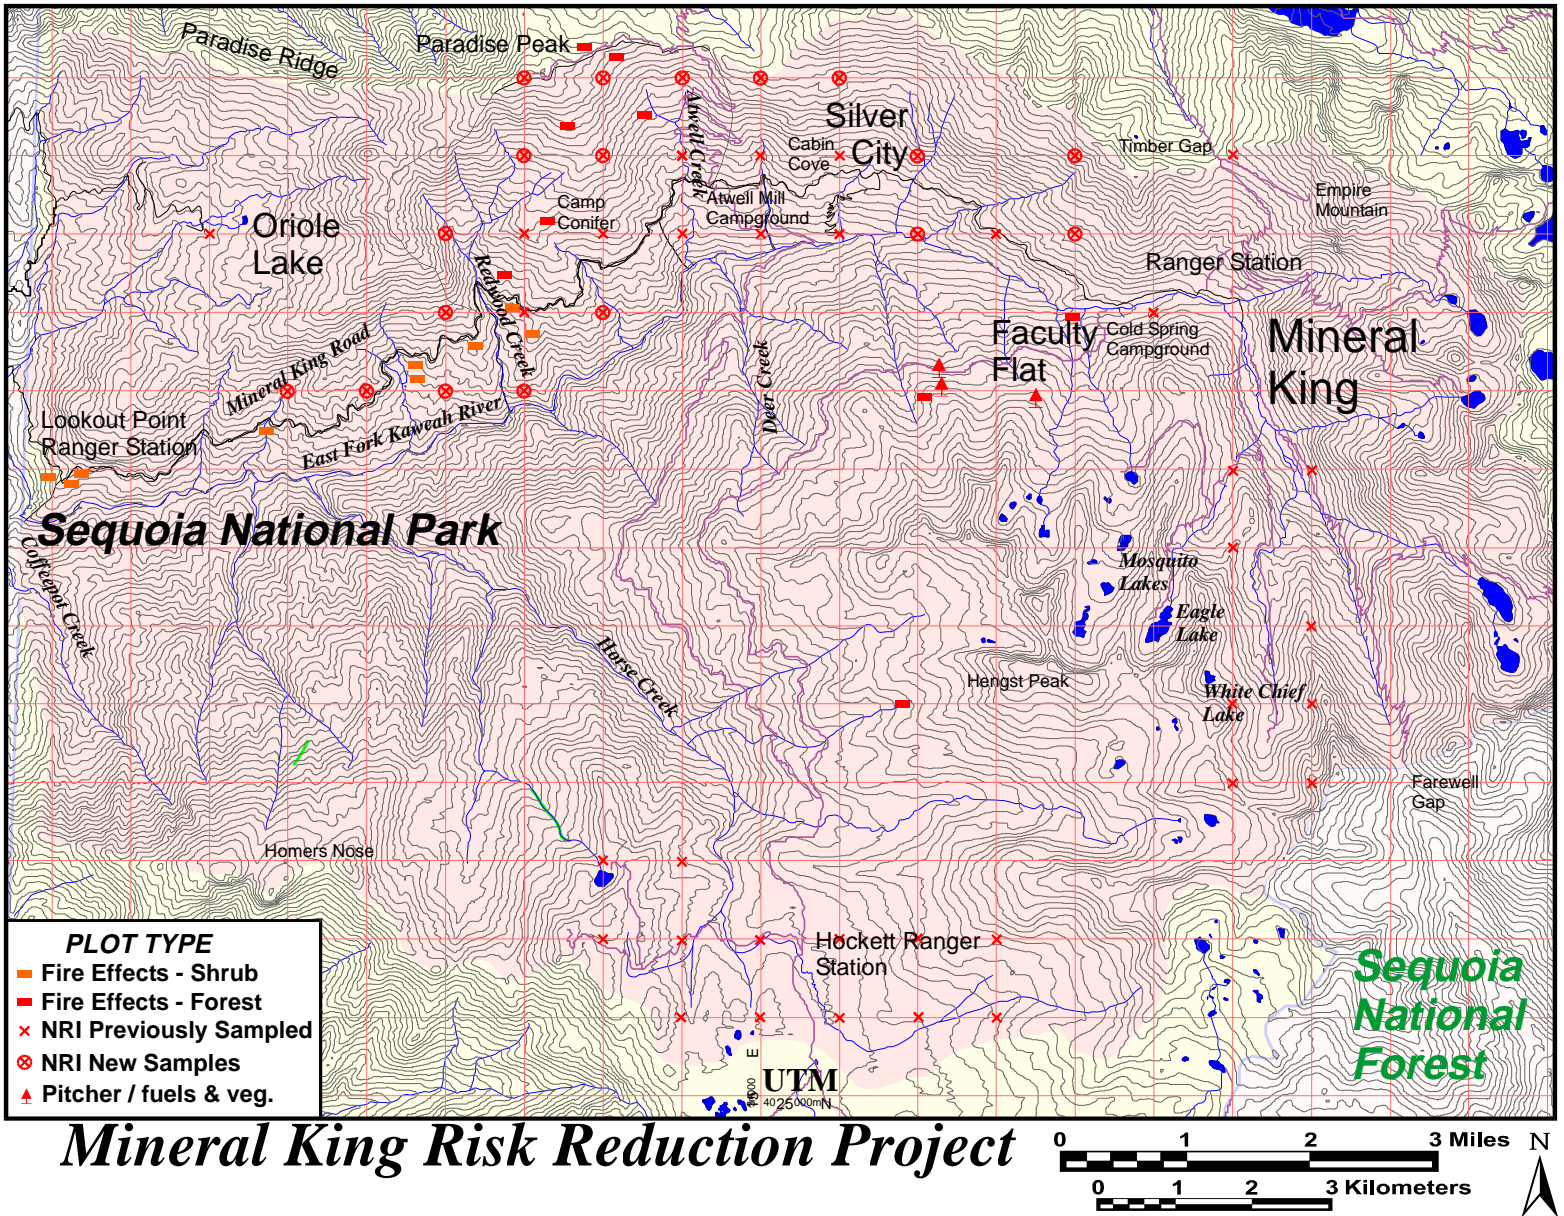 Paradise Ridge
Paradise Peak
Silver
City
Cabin
Cove
Atwell Creek
Timber Gap
Empire
Mountain
Camp
Conifer
Atwell Mill
Campground
Oriole
Lake
Redwood Creek
Ranger Station
Faculty
Flat
Cold Spring
Campground
Mineral
King
Mineral King Road
Deer Creek
Lookout Point
Ranger Station
East Fork Kaweah River
Sequoia National Park
Coffeepot Creek
Mosquito
Lakes
Eagle
Lake
Horse Creek
Hengst Peak
White Chief
Lake
Farewell
Gap
Homers Nose
Hockett Ranger
Station
Sequoia
National
Forest
PLOT TYPE
Fire Effects - Shrub
Fire Effects - Forest
NRI Previously Sampled
NRI New Samples
Pitcher / fuels & veg.
E
UTM
4025000mN
Mineral King Risk Reduction Project
0 1 2 3 Miles
N
0 1 2 3 Kilometers